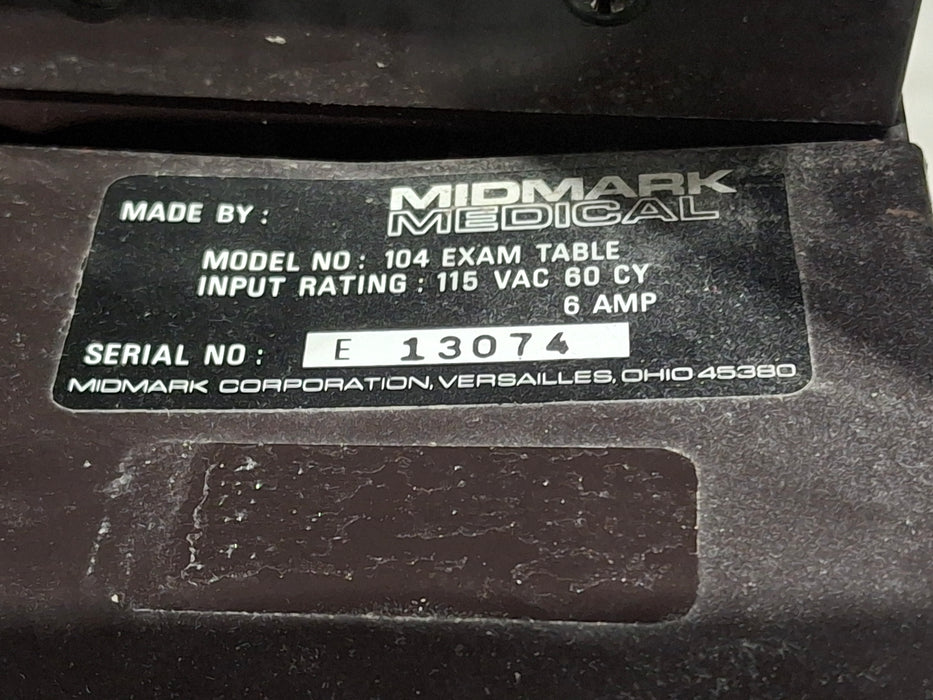 MADE BY: MIDMARK
MEDICAL
MODEL NO: 104 EXAM TABLE
INPUT RATING: 115 VAC 60 CY
6 AMP
SERIAL NO: E 13074
MIDMARK CORPORATION, VERSAILLES, OHIO 45380